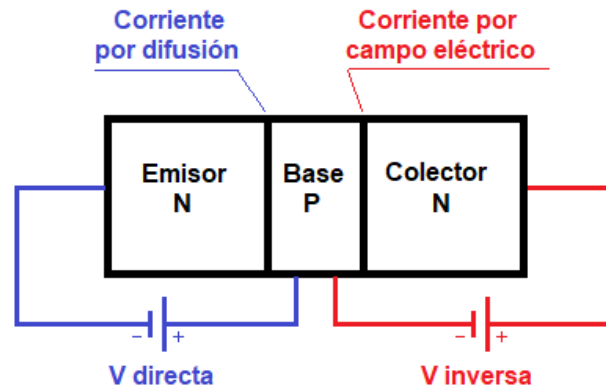 Corriente
por difusión
Corriente por
campo eléctrico
Emisor
N
Base
P
Colector
N
− +
− +
V directa
V inversa